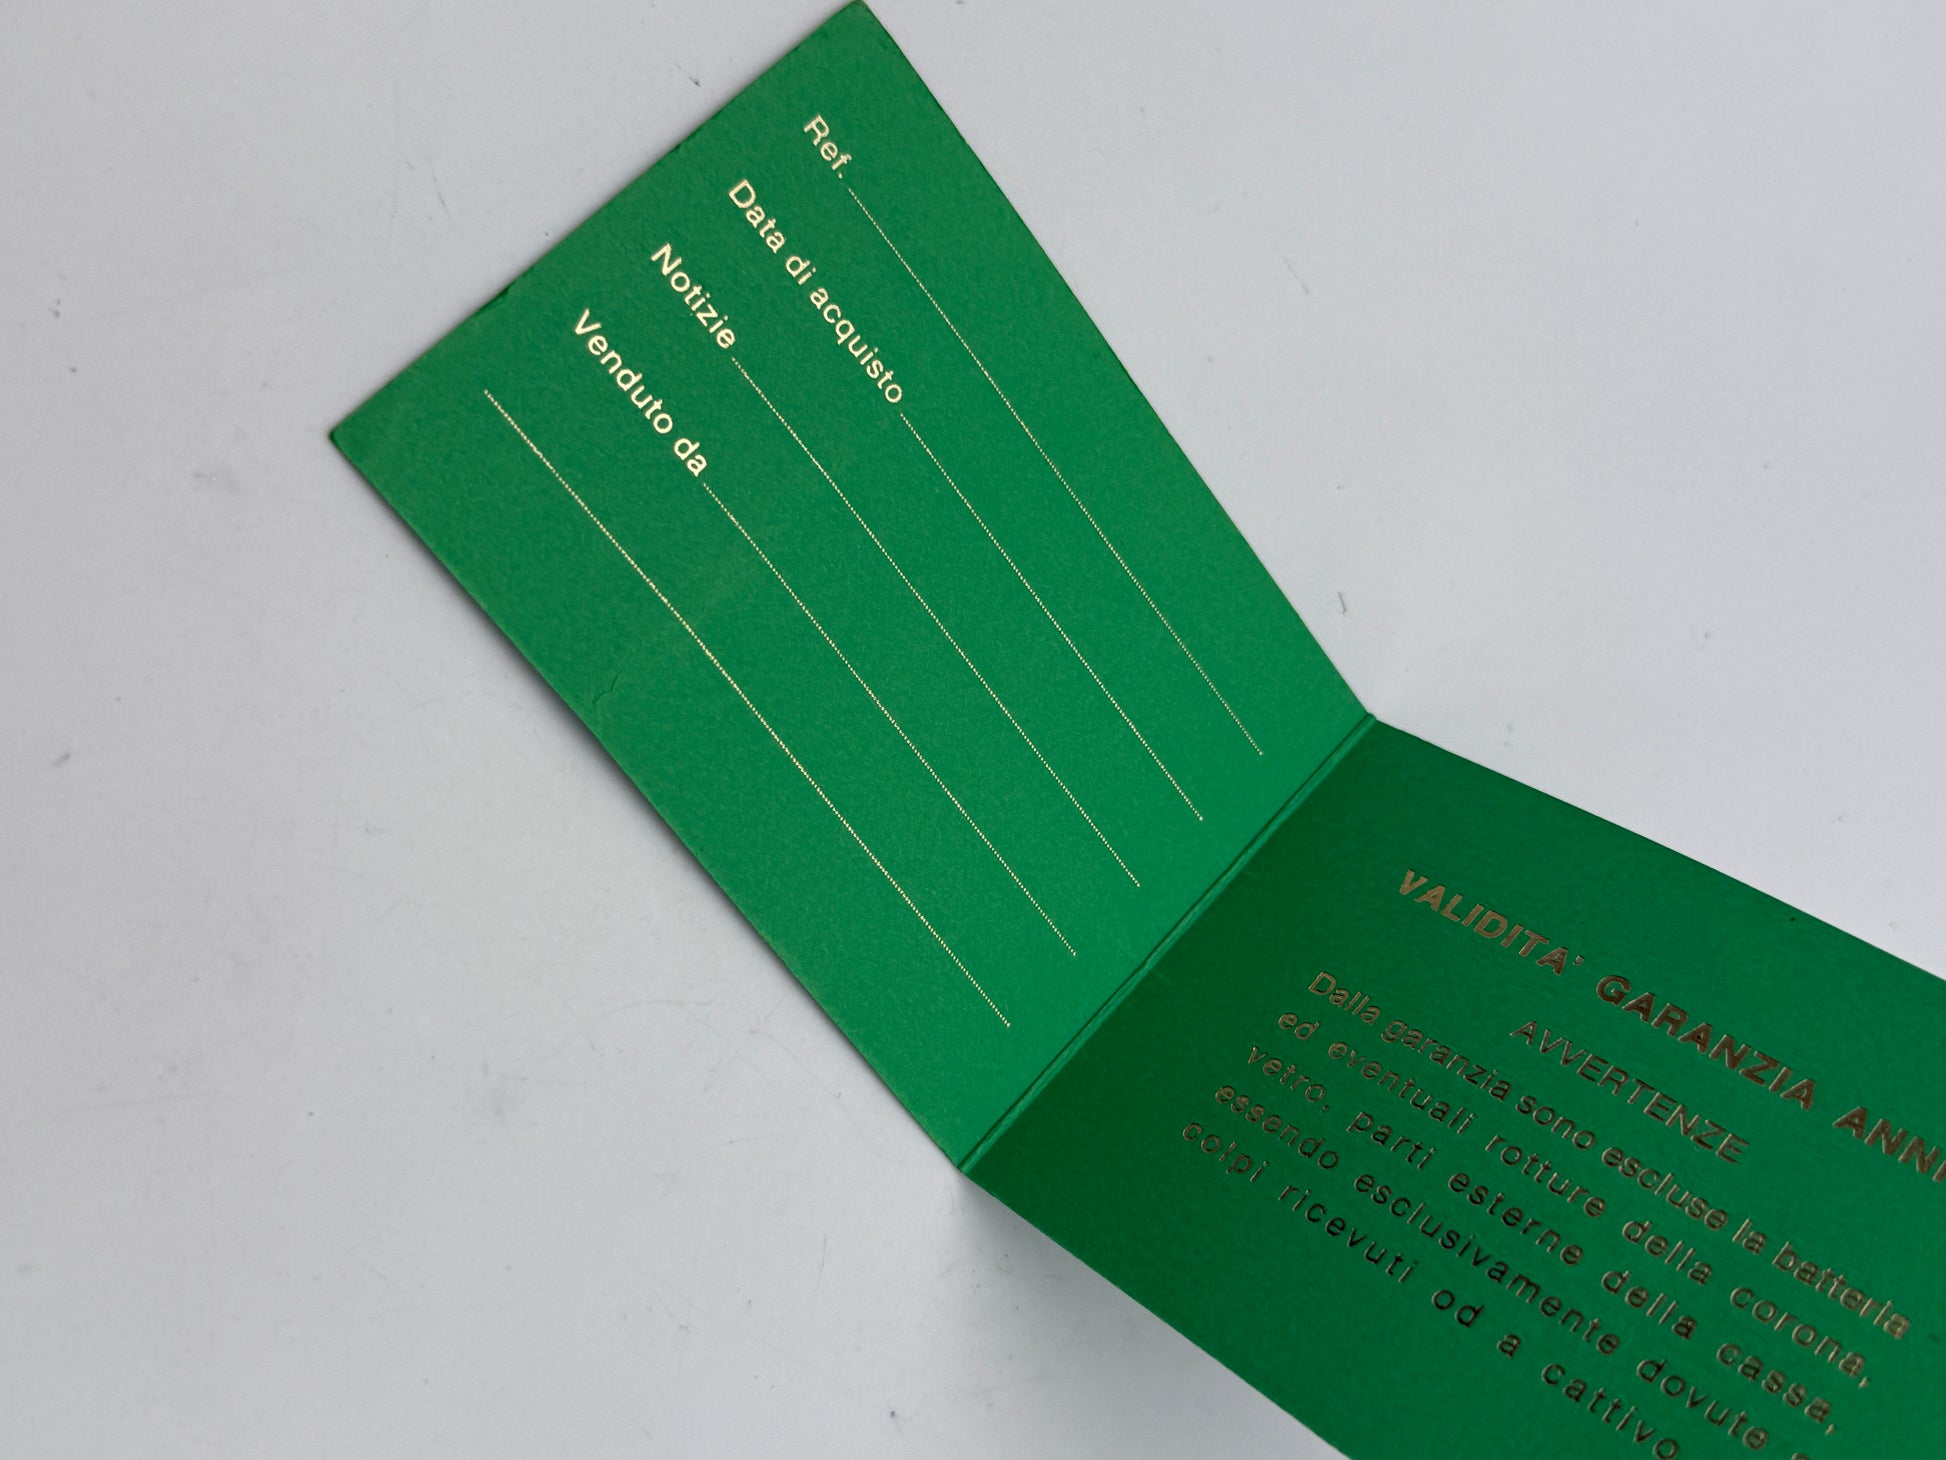 Ref.
Data di acquisto
Notizie
Venduto da
VALIDITA' GARANZIA
AVVERTENZE
Dalla garanzia sono escluse la batteria
ed eventuali rotture della corona,
vetro, parti esterne della cassa,
essendo esclusivamente dovute
colpi ricevuti od a cattivo